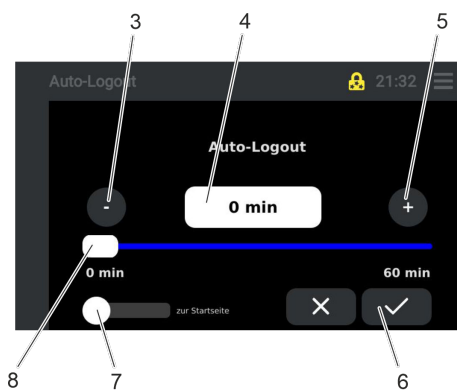 3 4 5
Auto-Logout 21:32
Auto-Logout
- 0 min +
0 min 60 min
zur Startseite
8 7 6